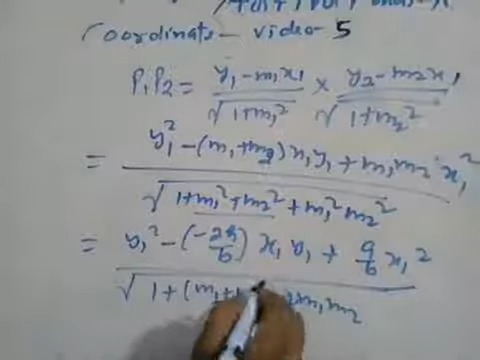 Coordinate - video - 5
P₁P₂ = (y₁ - m₁x₁)/√(1+m₁²) × (y₂ - m₂x₁)/√(1+m₂²)
= (y₁² - (m₁+m₂)x₁y₁ + m₁m₂x₁²)/√(1+m₁²+m₂²+m₁²m₂²)
= (y₁² - (-2h/b)x₁y₁ + a/b x₁²)/√(1+(m₁+ m₁m₂